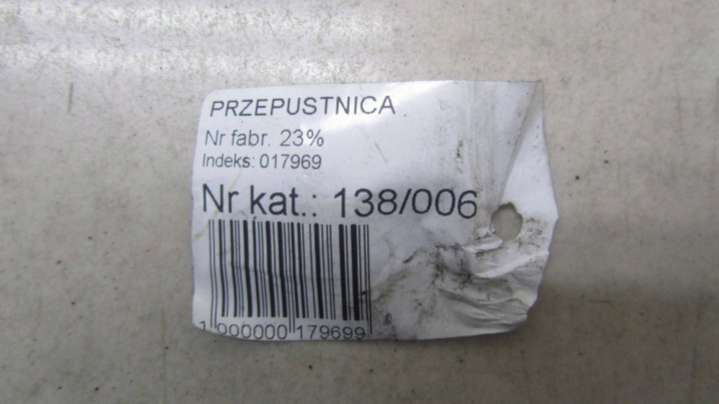 PRZEPUSTNICA
Nr fabr. 23%
Indeks: 017969
Nr kat.: 138/006
1 000000 179699